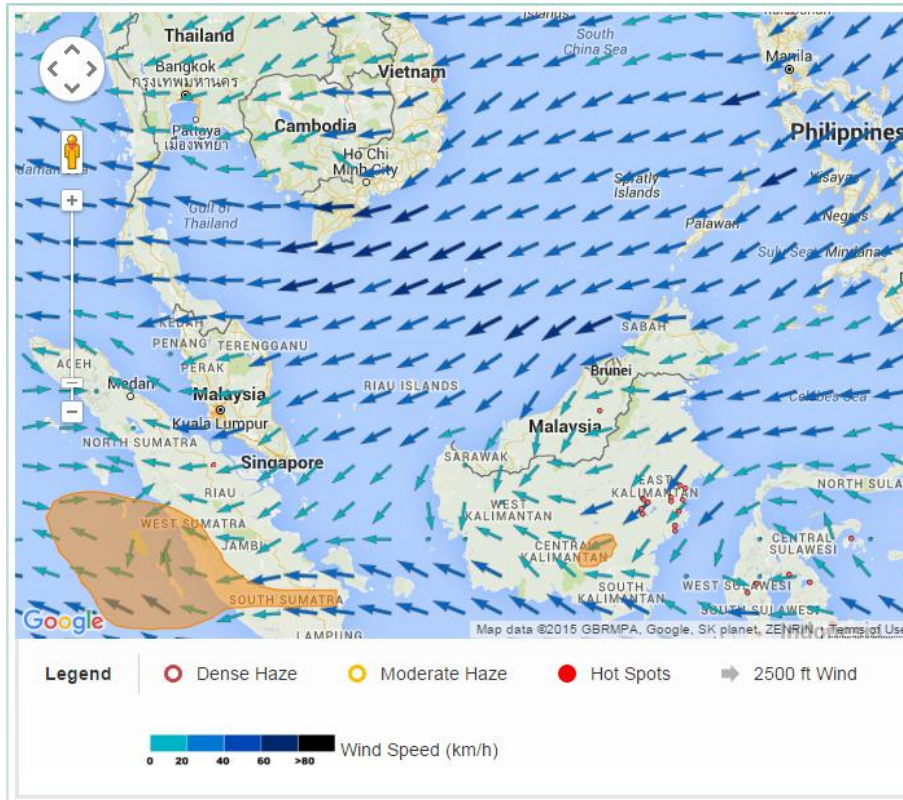 Islands
South
China Sea
Thailand
Bangkok
กรุงเทพมหานคร
Vietnam
Manila
Pattaya
เมืองพัทยา
Cambodia
Ho Chi
Minh City
Philippines
Spratly
Islands
Visayas
Palawan
Negros
Gulf of
Thailand
Sulu Sea
Mindanao
KEDAH
PENANG
TERENGGANU
PERAK
SABAH
ACEH
Medan
Malaysia
Kuala Lumpur
RIAU ISLANDS
Brunei
Celebes Sea
Malaysia
NORTH SUMATRA
Singapore
SARAWAK
RIAU
WEST
KALIMANTAN
EAST
KALIMANTAN
NORTH SULA
WEST SUMATRA
JAMBI
CENTRAL
KALIMANTAN
CENTRAL
SULAWESI
SOUTH SUMATRA
SOUTH
KALIMANTAN
WEST SULAWESI
SOUTH SULAWESI
LAMPUNG
Google
Map data ©2015 GBRMPA, Google, SK planet, ZENRIN
Terms of Use
Legend
Dense Haze
Moderate Haze
Hot Spots
2500 ft Wind
0 20 40 60 >80
Wind Speed (km/h)